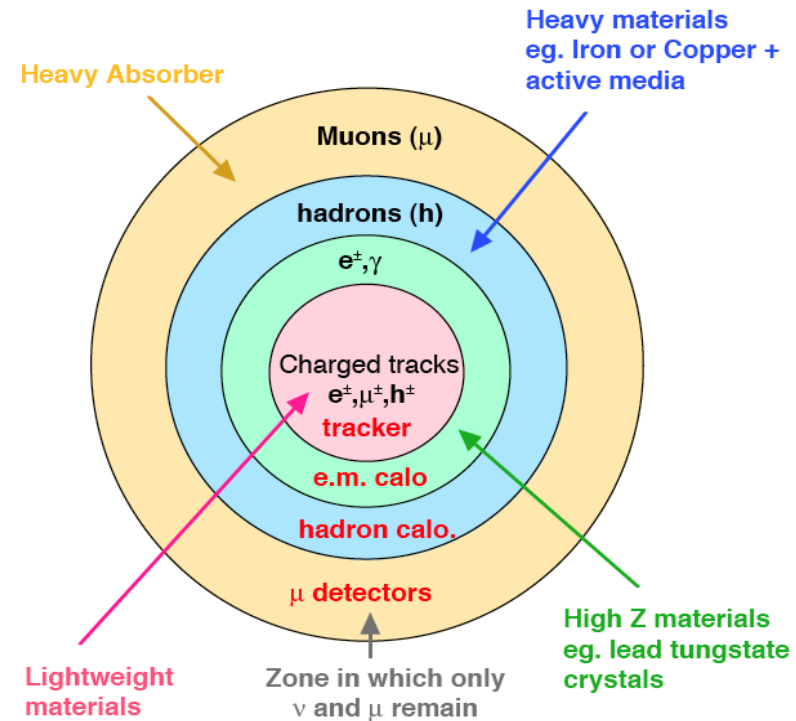 Heavy materials
eg. Iron or Copper +
active media
Heavy Absorber
Muons (μ)
hadrons (h)
e±,γ
Charged tracks
e±,μ±,h±
tracker
e.m. calo
hadron calo.
μ detectors
High Z materials
eg. lead tungstate
crystals
Lightweight
materials
Zone in which only
ν and μ remain